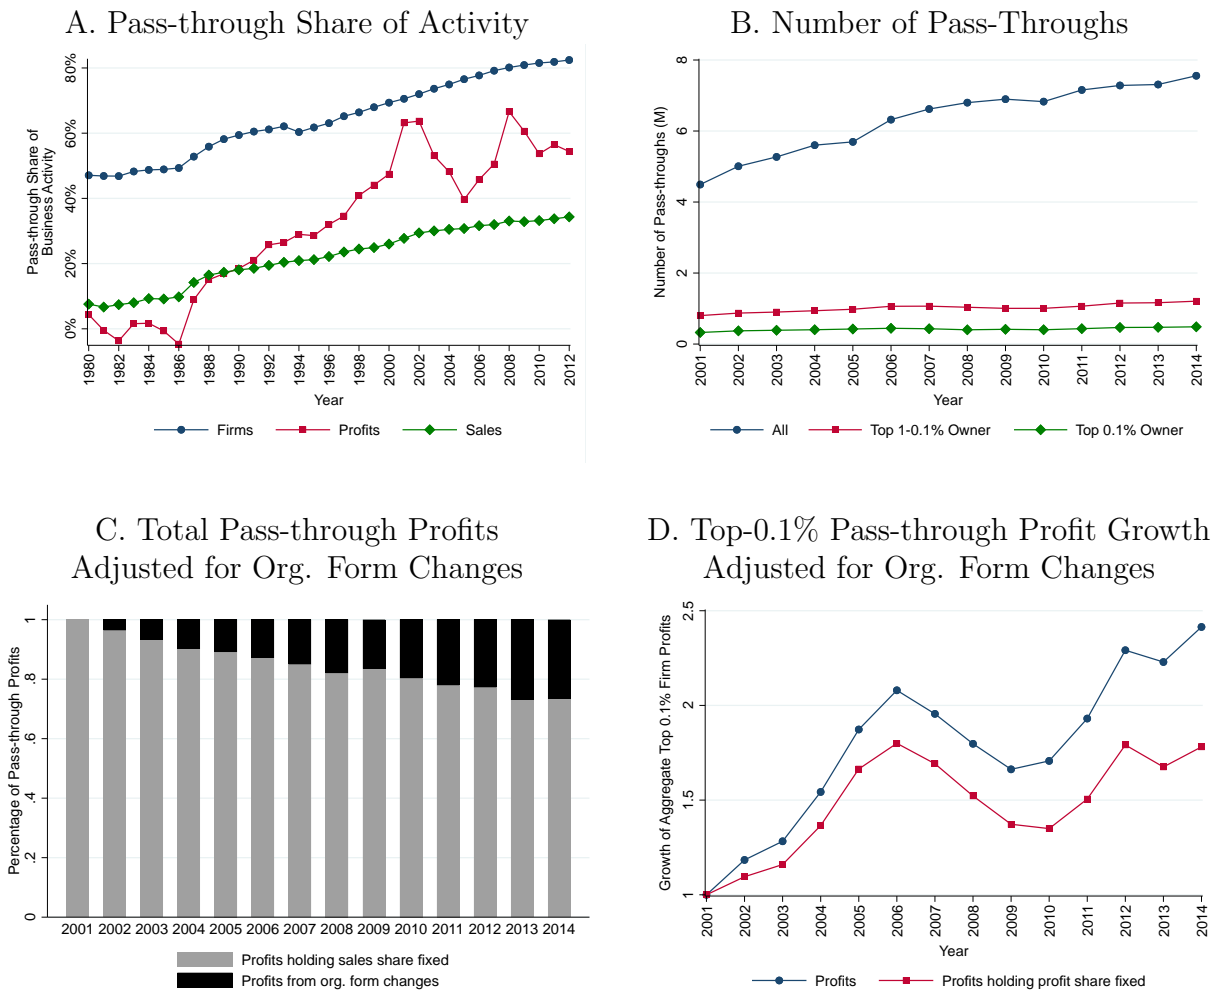 A. Pass-through Share of Activity
Pass-through Share of
Business Activity
80%
60%
40%
20%
0%
1980 1982 1984 1986 1988 1990 1992 1994 1996 1998 2000 2002 2004 2006 2008 2010 2012
Year
Firms Profits Sales
B. Number of Pass-Throughs
Number of Pass-throughs (M)
8
6
4
2
0
2001 2002 2003 2004 2005 2006 2007 2008 2009 2010 2011 2012 2013 2014
Year
All Top 1-0.1% Owner Top 0.1% Owner
C. Total Pass-through Profits
Adjusted for Org. Form Changes
Percentage of Pass-through Profits
1
.8
.6
.4
.2
0
2001 2002 2003 2004 2005 2006 2007 2008 2009 2010 2011 2012 2013 2014
Profits holding sales share fixed
Profits from org. form changes
D. Top-0.1% Pass-through Profit Growth
Adjusted for Org. Form Changes
Growth of Aggregate Top 0.1% Firm Profits
2.5
2
1.5
1
2001 2002 2003 2004 2005 2006 2007 2008 2009 2010 2011 2012 2013 2014
Year
Profits Profits holding profit share fixed